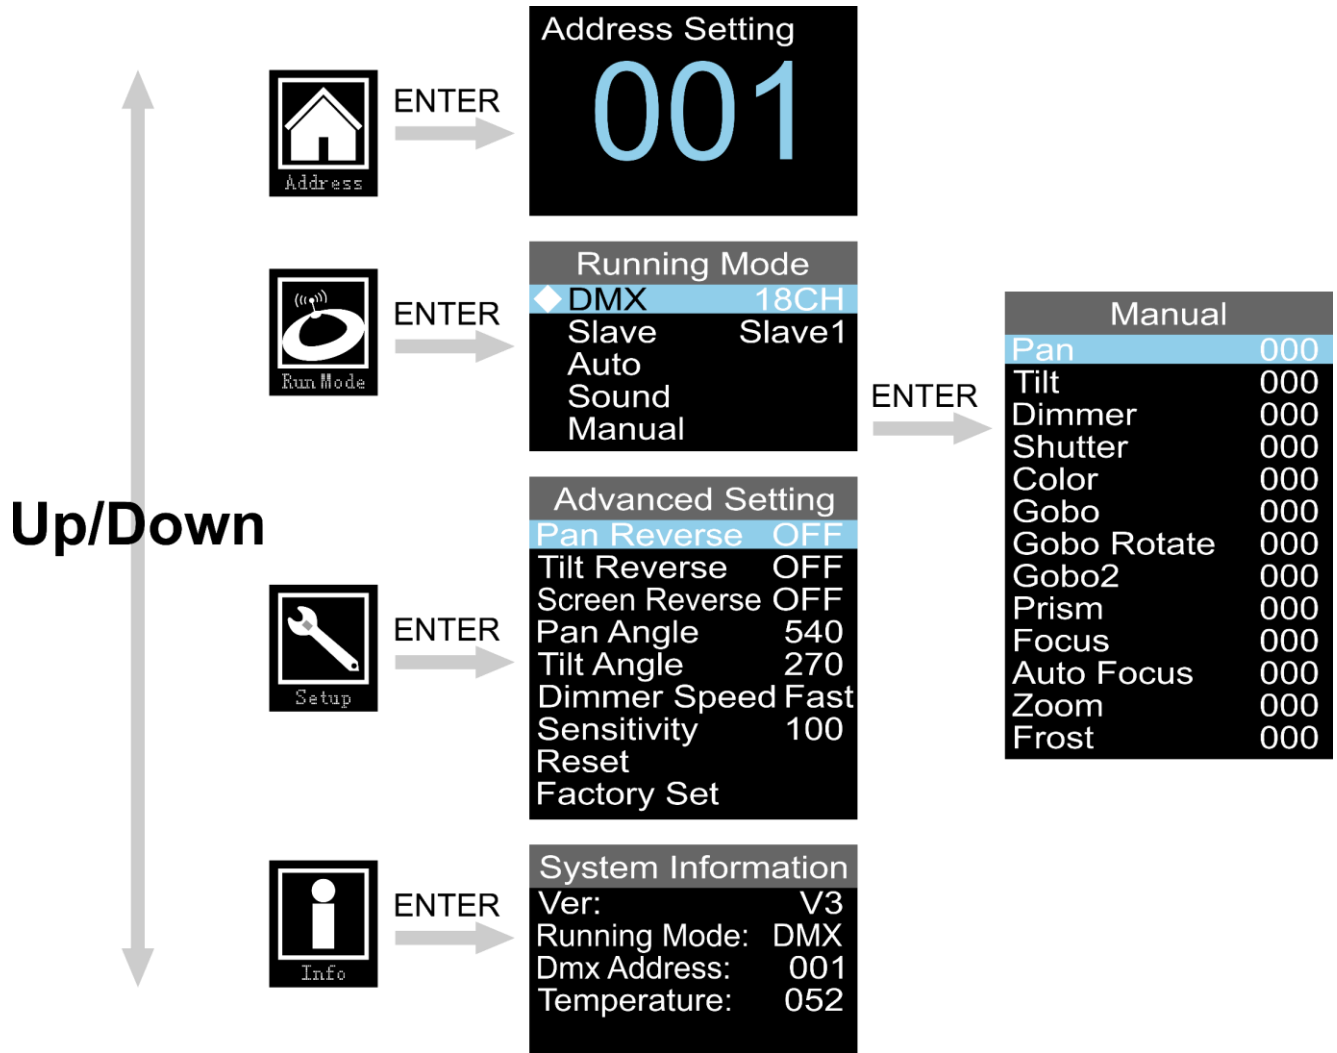 Up/Down
Address
ENTER
Address Setting
001
Run Mode
ENTER
Running Mode
DMX 18CH
Slave Slave1
Auto
Sound
Manual
ENTER
Manual
Pan 000
Tilt 000
Dimmer 000
Shutter 000
Color 000
Gobo 000
Gobo Rotate 000
Gobo2 000
Prism 000
Focus 000
Auto Focus 000
Zoom 000
Frost 000
Setup
ENTER
Advanced Setting
Pan Reverse OFF
Tilt Reverse OFF
Screen Reverse OFF
Pan Angle 540
Tilt Angle 270
Dimmer Speed Fast
Sensitivity 100
Reset
Factory Set
Info
ENTER
System Information
Ver: V3
Running Mode: DMX
Dmx Address: 001
Temperature: 052